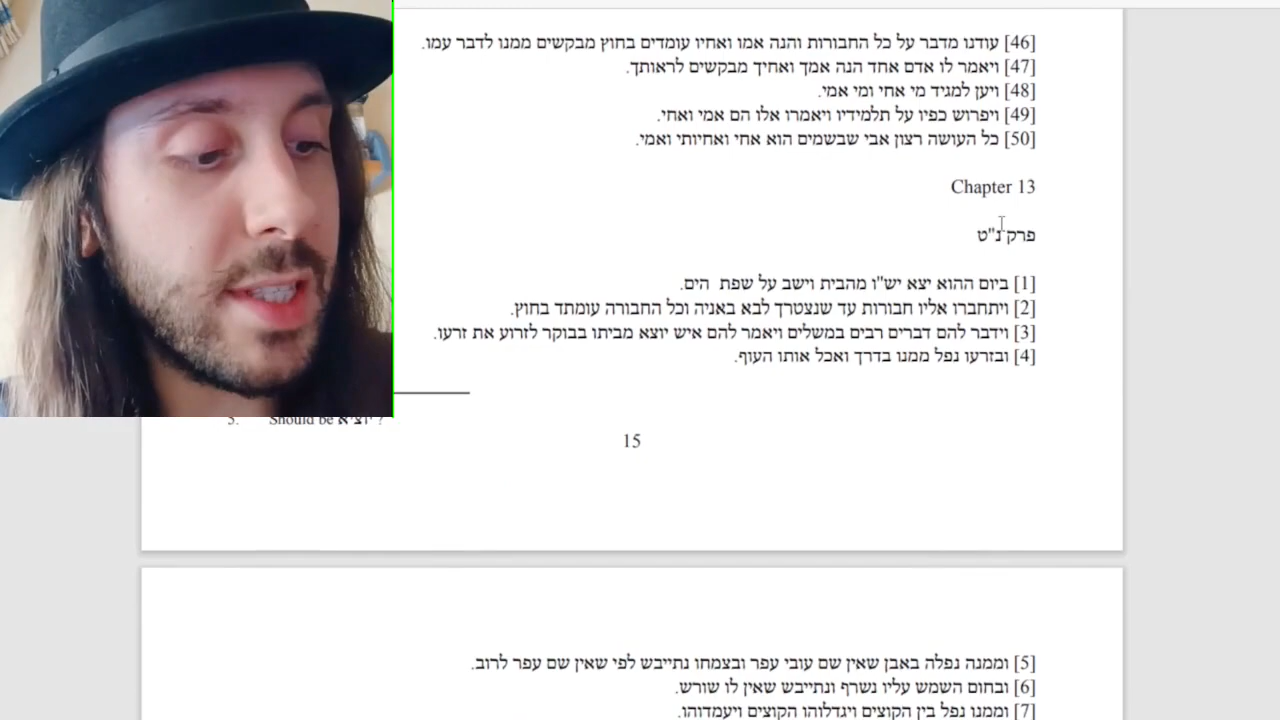 [46] עודנו מדבר על כל החבורות והנה אמו ואחיו עומדים בחוץ מבקשים ממנו לדבר עמו.
[47] ויאמר לו אדם אחד הנה אמך ואחיך מבקשים לראותך.
[48] ויען למגיד מי אחי ומי אמי.
[49] ויפרוש כפיו על תלמידיו ויאמרו אלו הם אמי ואחי.
[50] כל העושה רצון אבי שבשמים הוא אחי ואחיותי ואמי.
Chapter 13
פרק נ"ט
[1] ביום ההוא יצא יש"ו מהבית וישב על שפת הים.
[2] ויתחברו אליו חבורות עד שנצטרך לבא באניה וכל החבורה עומתד בחוץ.
[3] וידבר להם דברים רבים במשלים ויאמר להם איש יוצא מביתו בבוקר לזרוע את זרעו.
[4] ובזרעו נפל ממנו בדרך ואכל אותו העוף.
5. Should be יוציא ?
15
[5] וממנה נפלה באבן שאין שם עובי עפר ובצמחו נתייבש לפי שאין שם עפר לרוב.
[6] ובחום השמש עליו נשרף ונתייבש שאין לו שורש.
[7] וממנו נפל בין הקוצים ויגדלוהו הקוצים ויעמדוהו.